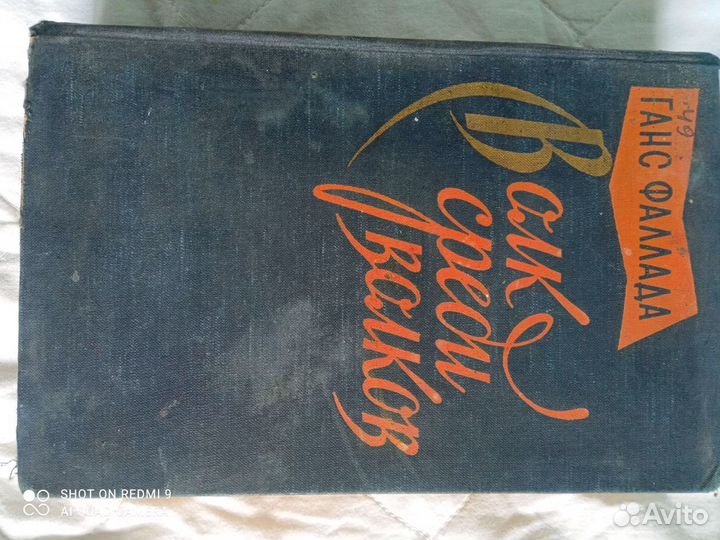 ГАНС ФАЛЛАДА
Волк
среди
волков
SHOT ON REDMI 9
Avito